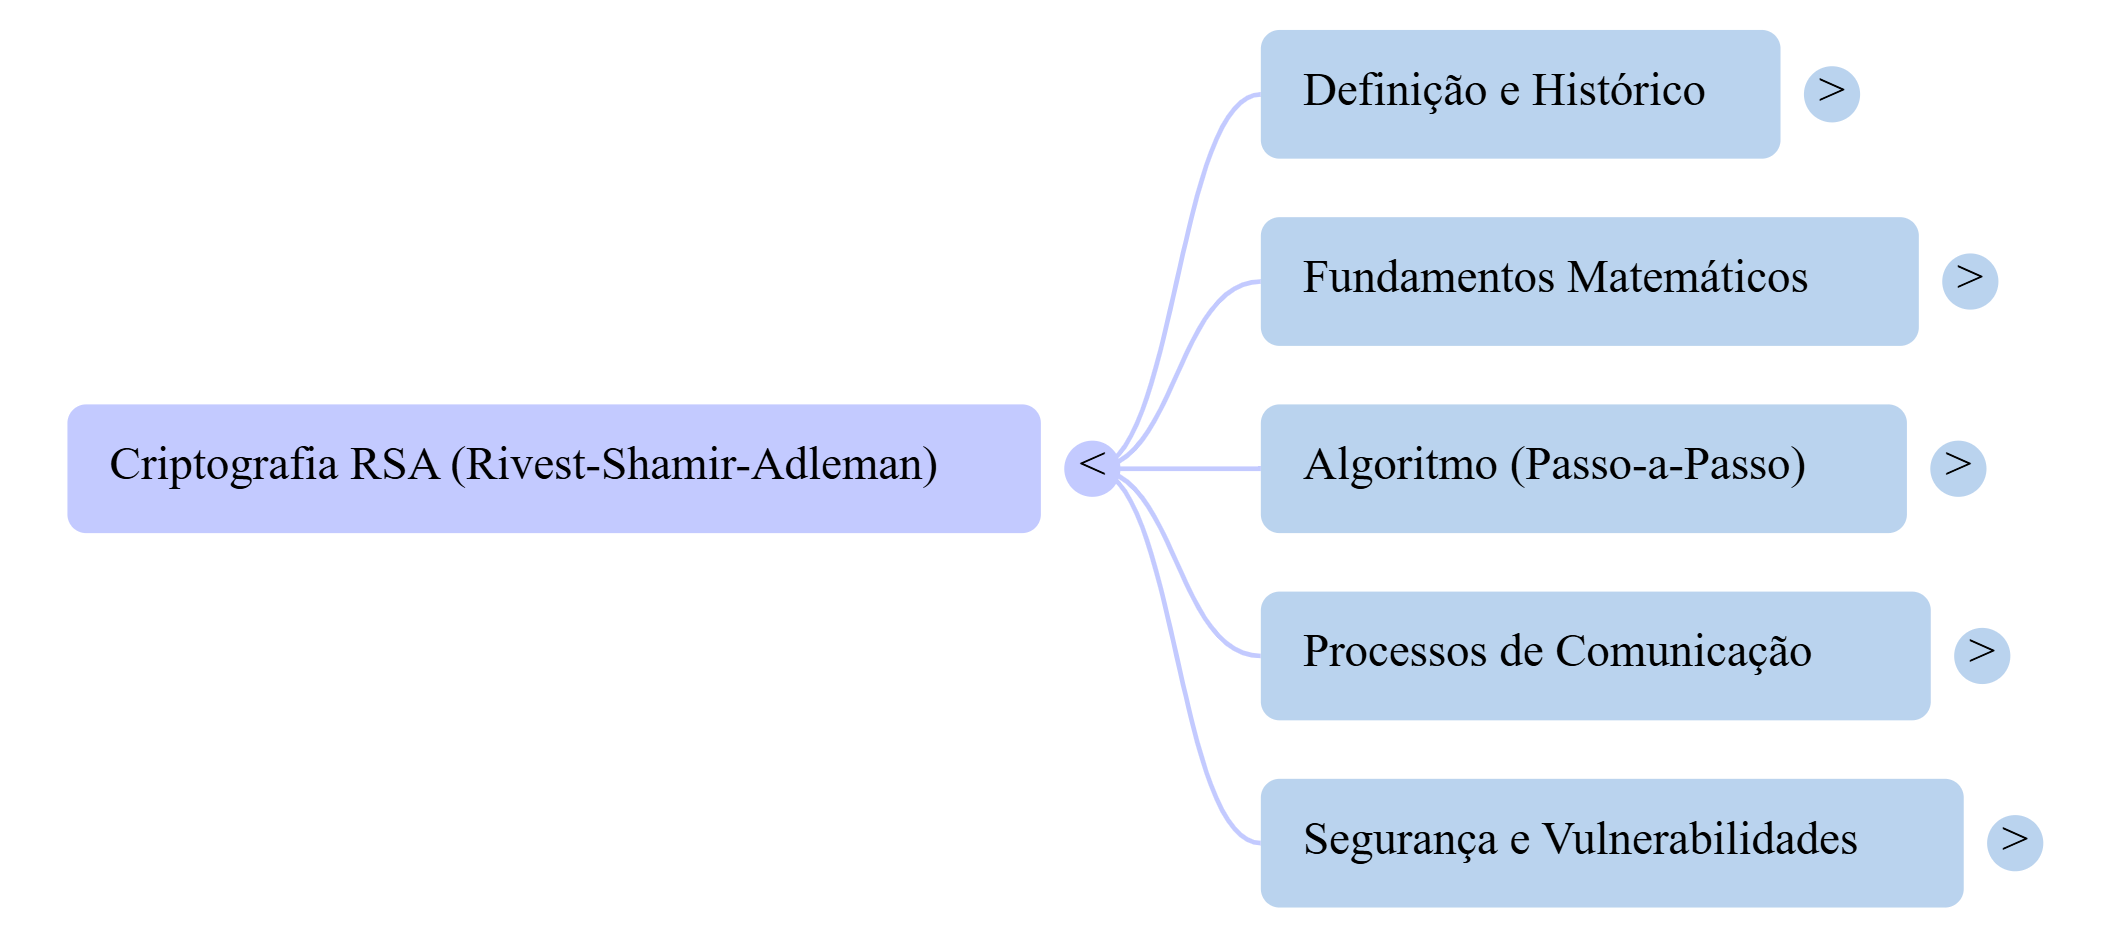 Definição e Histórico >
Fundamentos Matemáticos >
Criptografia RSA (Rivest-Shamir-Adleman) <
Algoritmo (Passo-a-Passo) >
Processos de Comunicação >
Segurança e Vulnerabilidades >